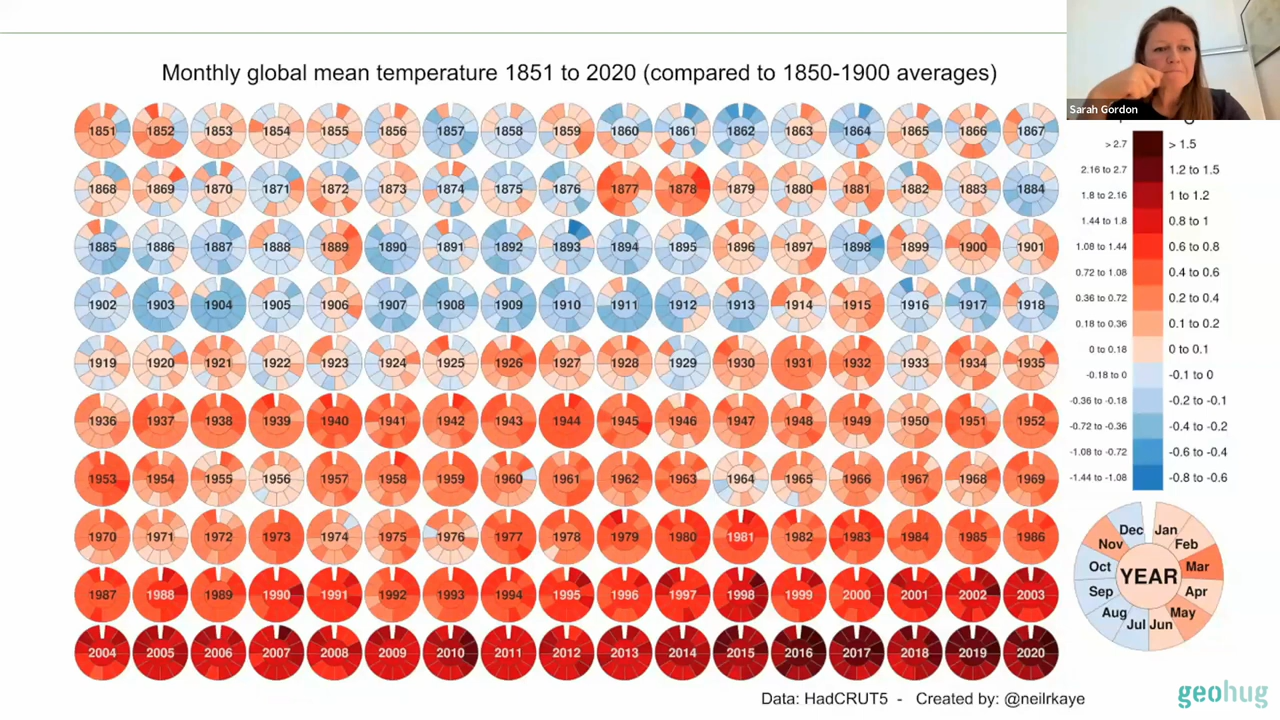 Monthly global mean temperature 1851 to 2020 (compared to 1850-1900 averages)
Sarah Gordon
1851 1852 1853 1854 1855 1856 1857 1858 1859 1860 1861 1862 1863 1864 1865 1866 1867
1868 1869 1870 1871 1872 1873 1874 1875 1876 1877 1878 1879 1880 1881 1882 1883 1884
1885 1886 1887 1888 1889 1890 1891 1892 1893 1894 1895 1896 1897 1898 1899 1900 1901
1902 1903 1904 1905 1906 1907 1908 1909 1910 1911 1912 1913 1914 1915 1916 1917 1918
1919 1920 1921 1922 1923 1924 1925 1926 1927 1928 1929 1930 1931 1932 1933 1934 1935
1936 1937 1938 1939 1940 1941 1942 1943 1944 1945 1946 1947 1948 1949 1950 1951 1952
1953 1954 1955 1956 1957 1958 1959 1960 1961 1962 1963 1964 1965 1966 1967 1968 1969
1970 1971 1972 1973 1974 1975 1976 1977 1978 1979 1980 1981 1982 1983 1984 1985 1986
1987 1988 1989 1990 1991 1992 1993 1994 1995 1996 1997 1998 1999 2000 2001 2002 2003
2004 2005 2006 2007 2008 2009 2010 2011 2012 2013 2014 2015 2016 2017 2018 2019 2020
> 2.7 > 1.5
2.16 to 2.7 1.2 to 1.5
1.8 to 2.16 1 to 1.2
1.44 to 1.8 0.8 to 1
1.08 to 1.44 0.6 to 0.8
0.72 to 1.08 0.4 to 0.6
0.36 to 0.72 0.2 to 0.4
0.18 to 0.36 0.1 to 0.2
0 to 0.18 0 to 0.1
-0.18 to 0 -0.1 to 0
-0.36 to -0.18 -0.2 to -0.1
-0.72 to -0.36 -0.4 to -0.2
-1.08 to -0.72 -0.6 to -0.4
-1.44 to -1.08 -0.8 to -0.6
Dec Jan
Nov Feb
Oct Mar
YEAR
Sep Apr
Aug May
Jul Jun
Data: HadCRUT5 - Created by: @neilrkaye
geohug